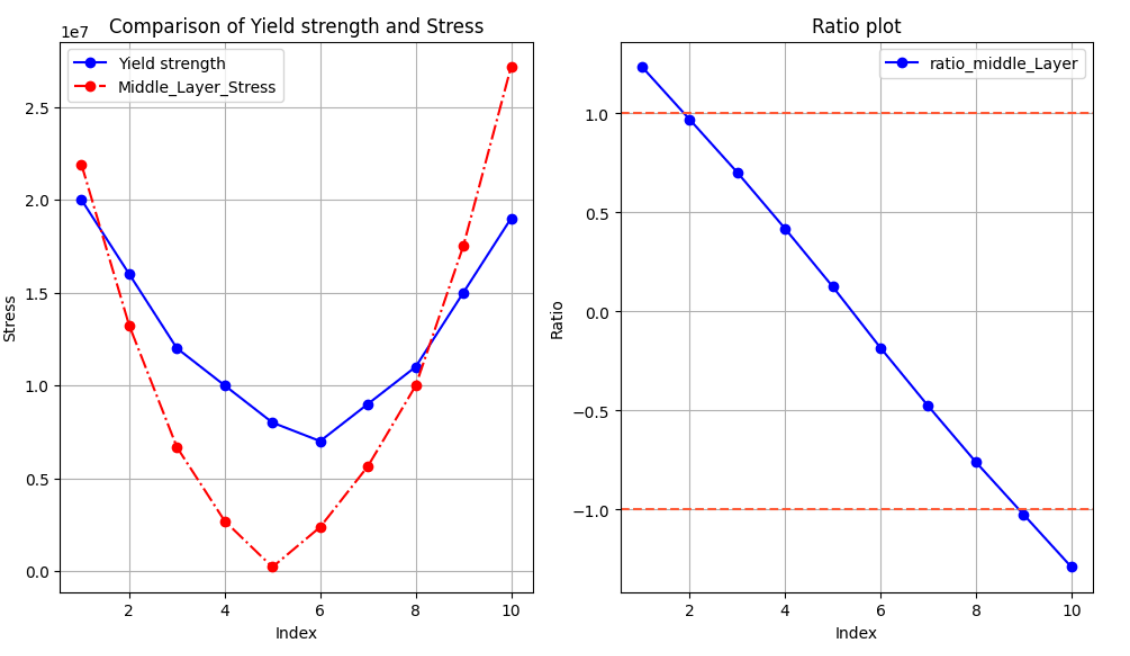 Comparison of Yield strength and Stress
1e7
Yield strength
Middle_Layer_Stress
2.5
2.0
1.5
1.0
0.5
0.0
Stress
2 4 6 8 10
Index
Ratio plot
ratio_middle_Layer
1.0
0.5
0.0
−0.5
−1.0
Ratio
2 4 6 8 10
Index